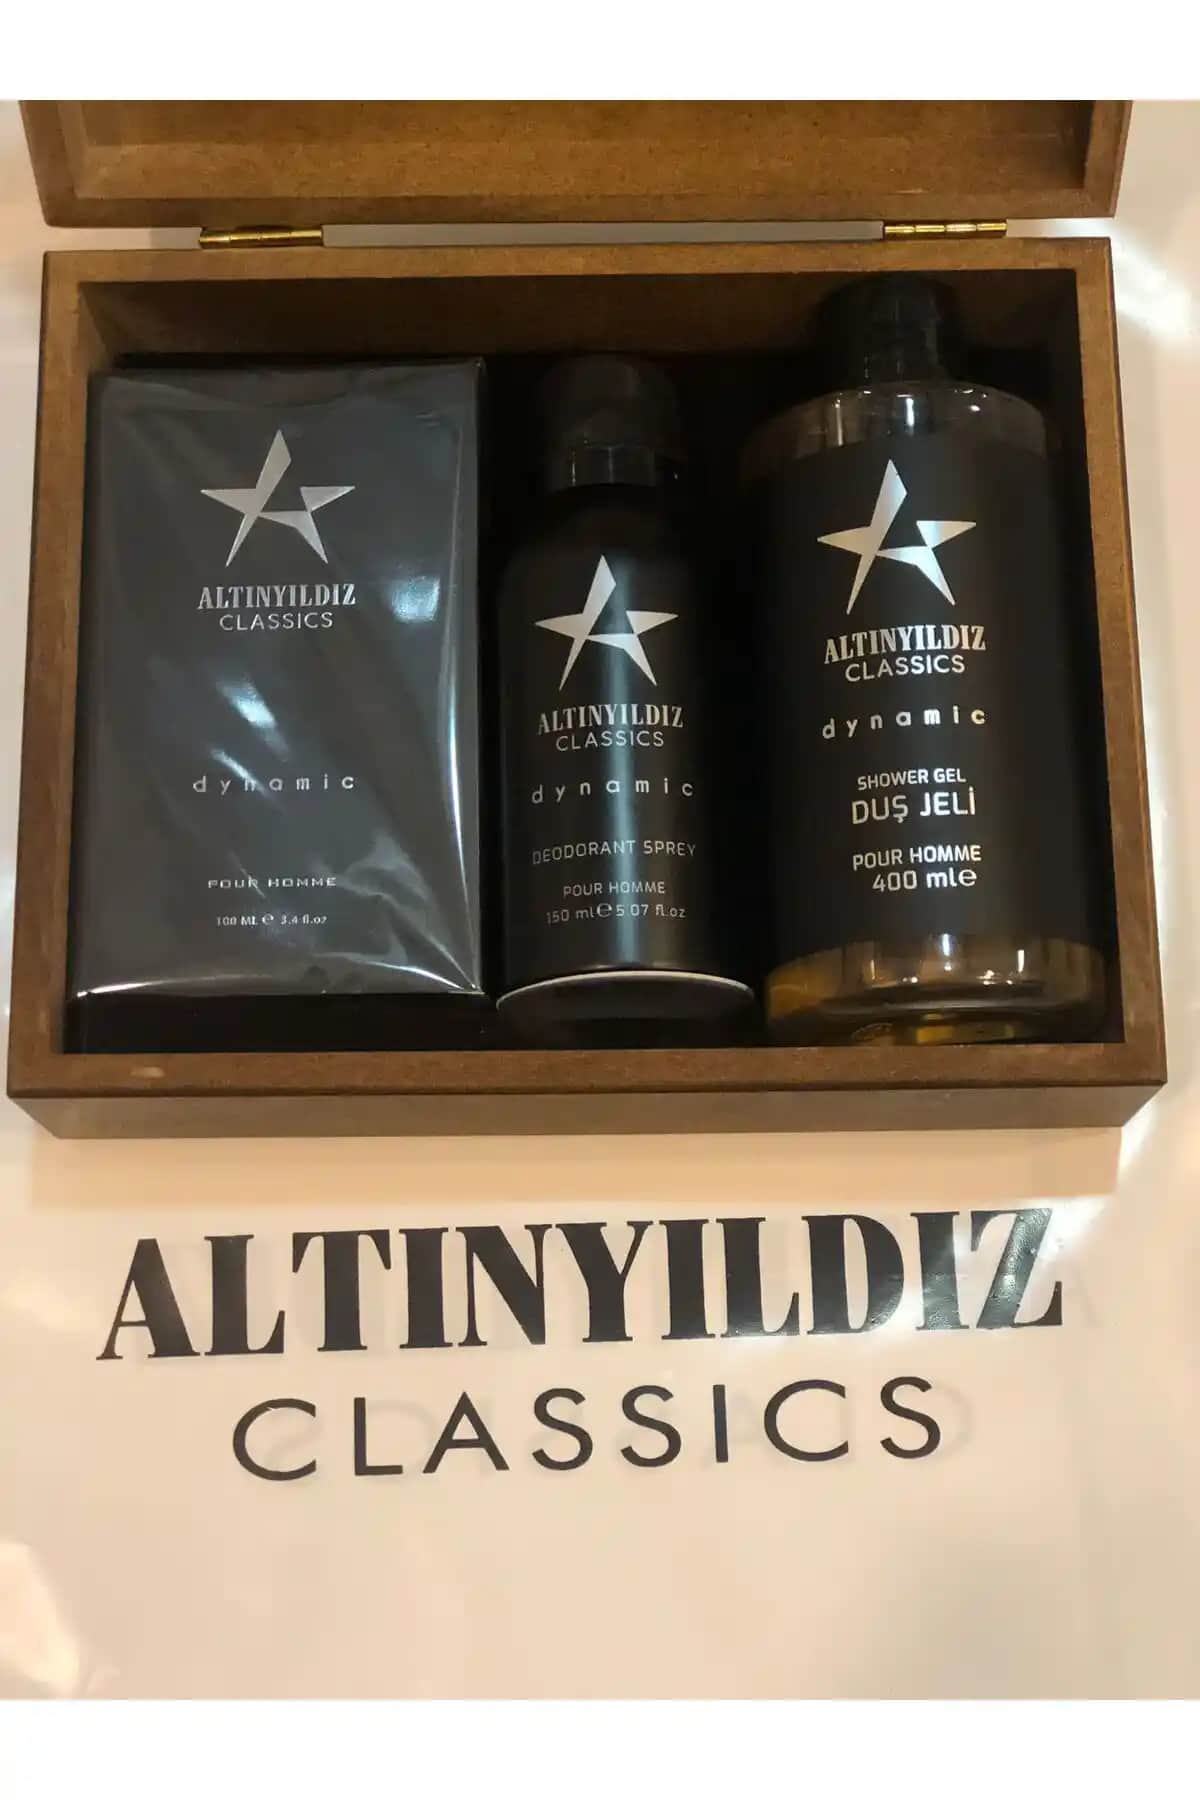 ALTINYILDIZ
CLASSICS
dynamic
POUR HOMME
100 ML e 3.4 fl.oz
ALTINYILDIZ
CLASSICS
dynamic
DEODORANT SPREY
POUR HOMME
150 ml e 5.07 fl.oz
ALTINYILDIZ
CLASSICS
dynamic
SHOWER GEL
DUŞ JELİ
POUR HOMME
400 ml e
ALTINYILDIZ
CLASSICS